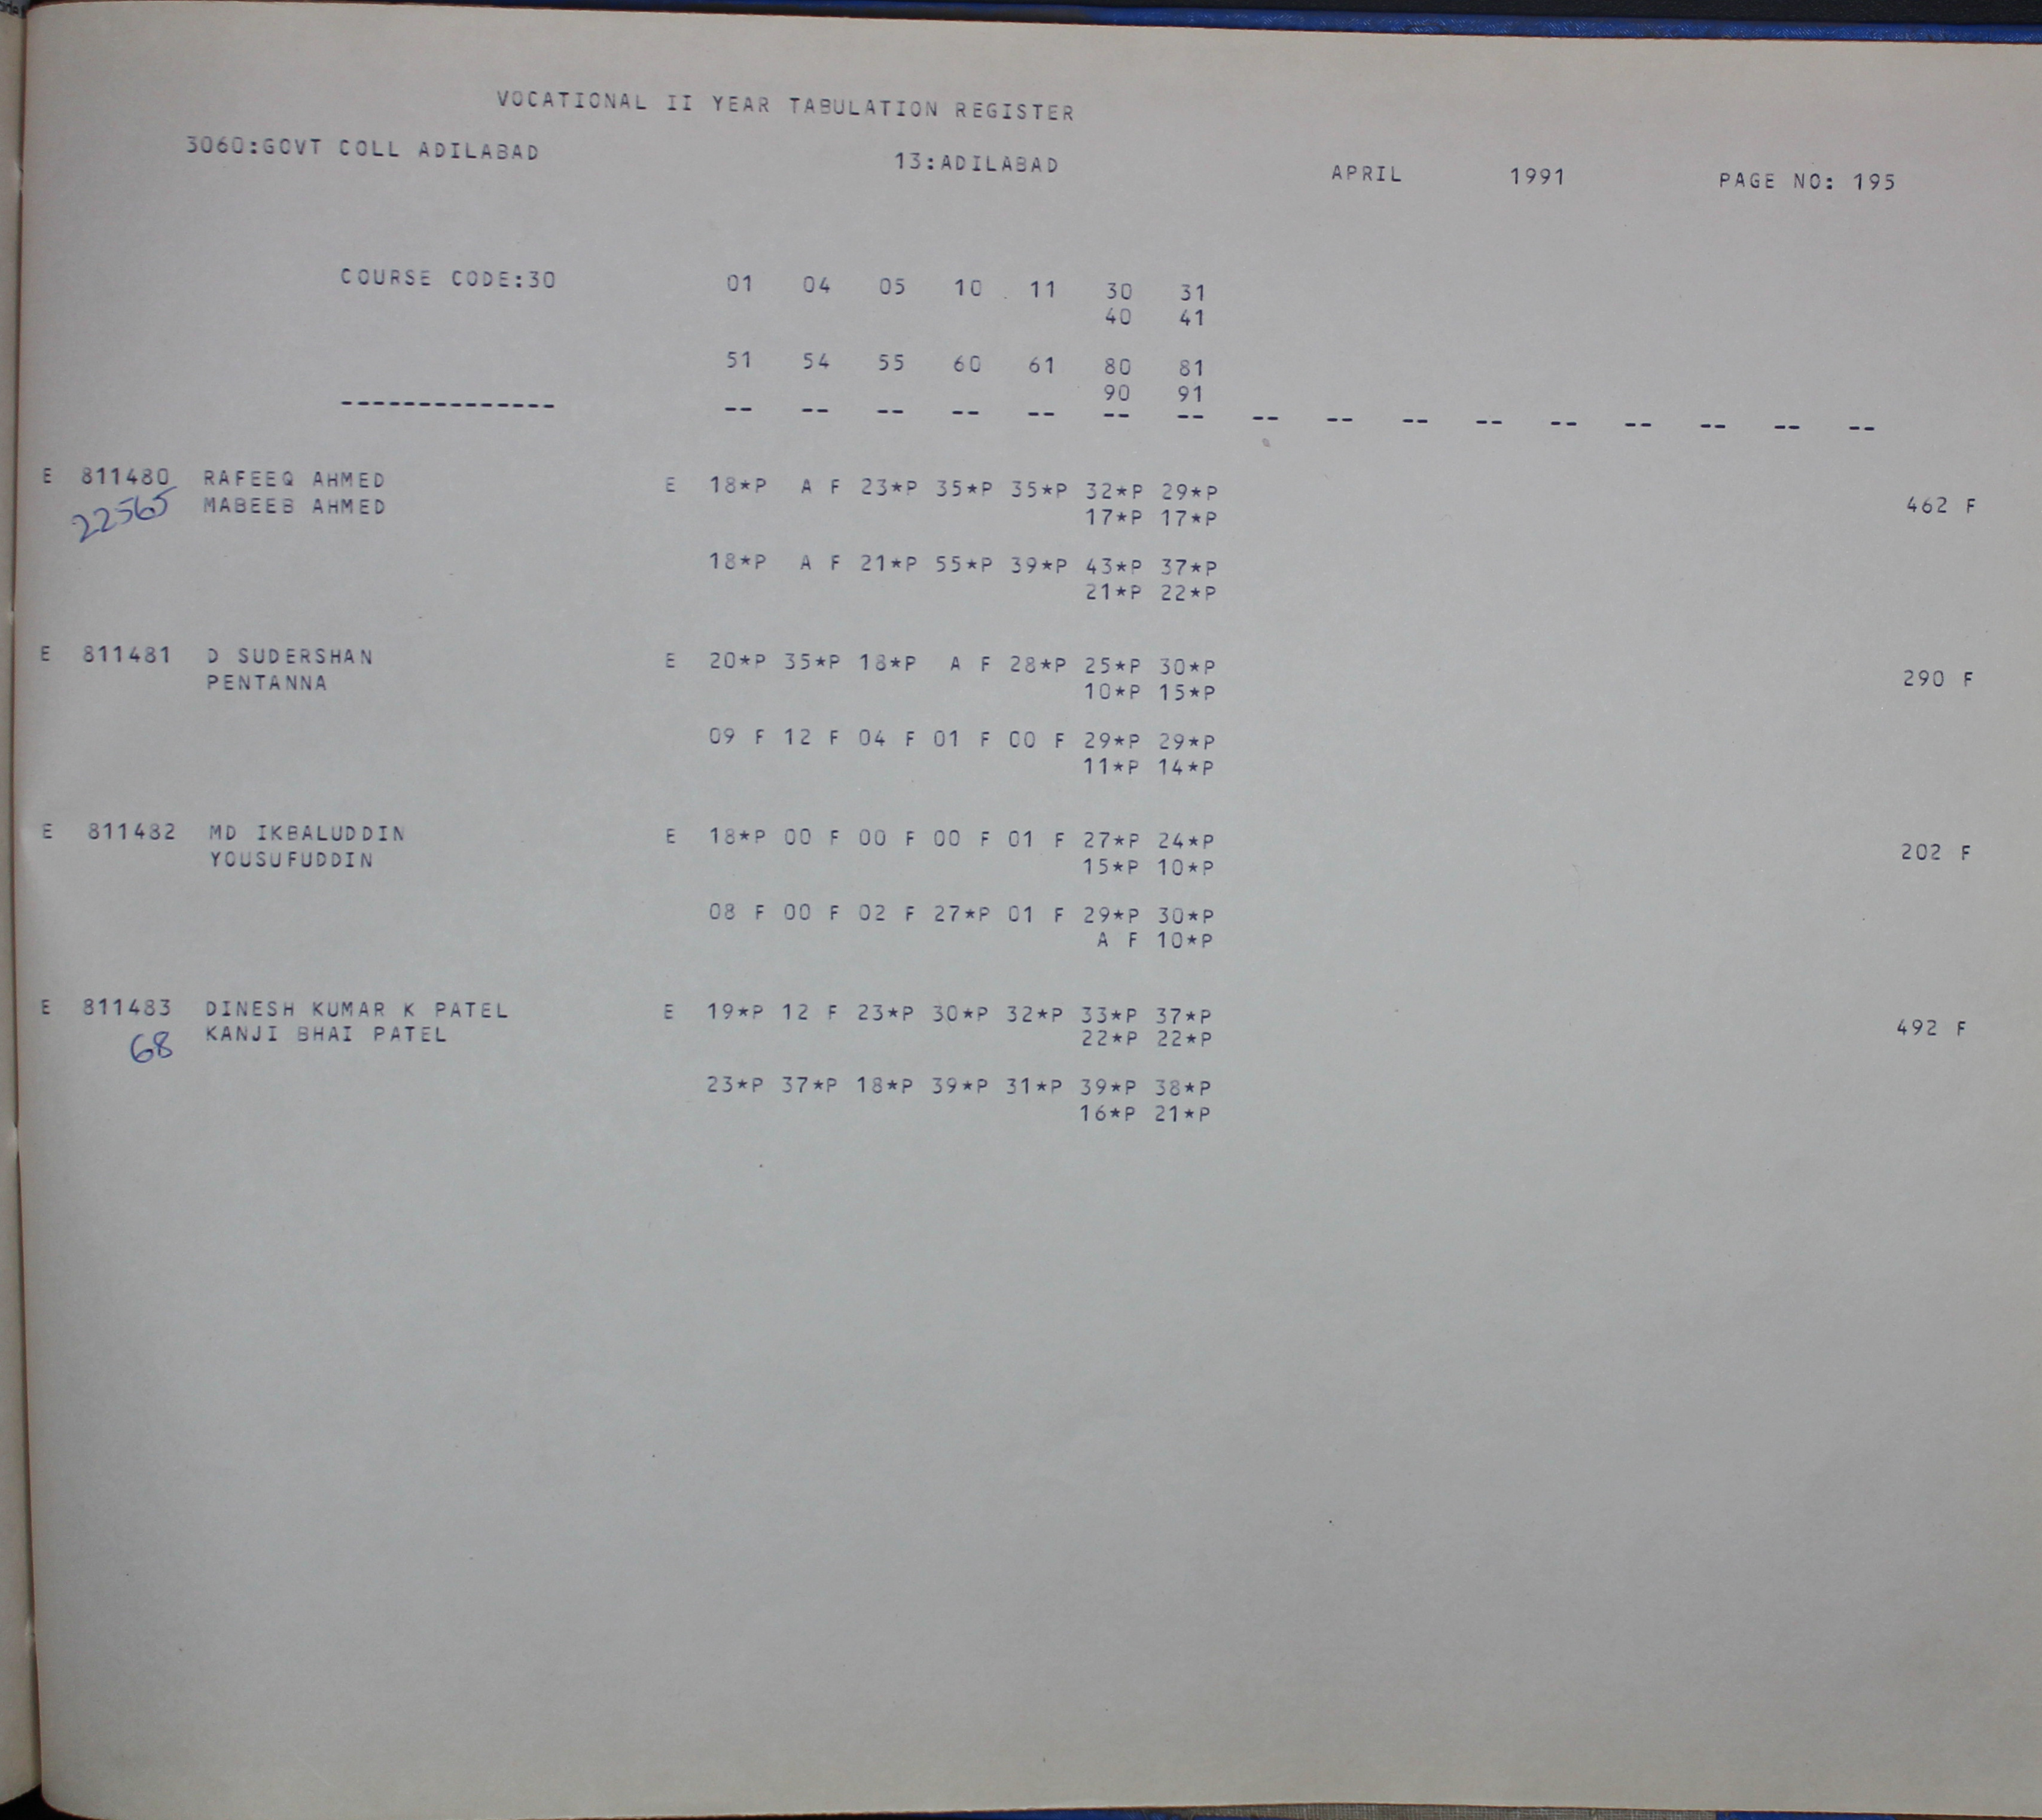 VOCATIONAL II YEAR TABULATION REGISTER
3060:GOVT COLL ADILABAD 13:ADILABAD APRIL 1991 PAGE NO: 195
COURSE CODE:30 01 04 05 10 11 30 31
40 41
51 54 55 60 61 80 81
90 91
-------------- -- -- -- -- -- -- -- -- -- -- -- -- -- -- -- --
E 811480 RAFEEQ AHMED E 18*P A F 23*P 35*P 35*P 32*P 29*P
22565 MABEEB AHMED 17*P 17*P 462 F
18*P A F 21*P 55*P 39*P 43*P 37*P
21*P 22*P
E 811481 D SUDERSHAN E 20*P 35*P 18*P A F 28*P 25*P 30*P
PENTANNA 10*P 15*P 290 F
09 F 12 F 04 F 01 F 00 F 29*P 29*P
11*P 14*P
E 811482 MD IKBALUDDIN E 18*P 00 F 00 F 00 F 01 F 27*P 24*P
YOUSUFUDDIN 15*P 10*P 202 F
08 F 00 F 02 F 27*P 01 F 29*P 30*P
A F 10*P
E 811483 DINESH KUMAR K PATEL E 19*P 12 F 23*P 30*P 32*P 33*P 37*P
68 KANJI BHAI PATEL 22*P 22*P 492 F
23*P 37*P 18*P 39*P 31*P 39*P 38*P
16*P 21*P